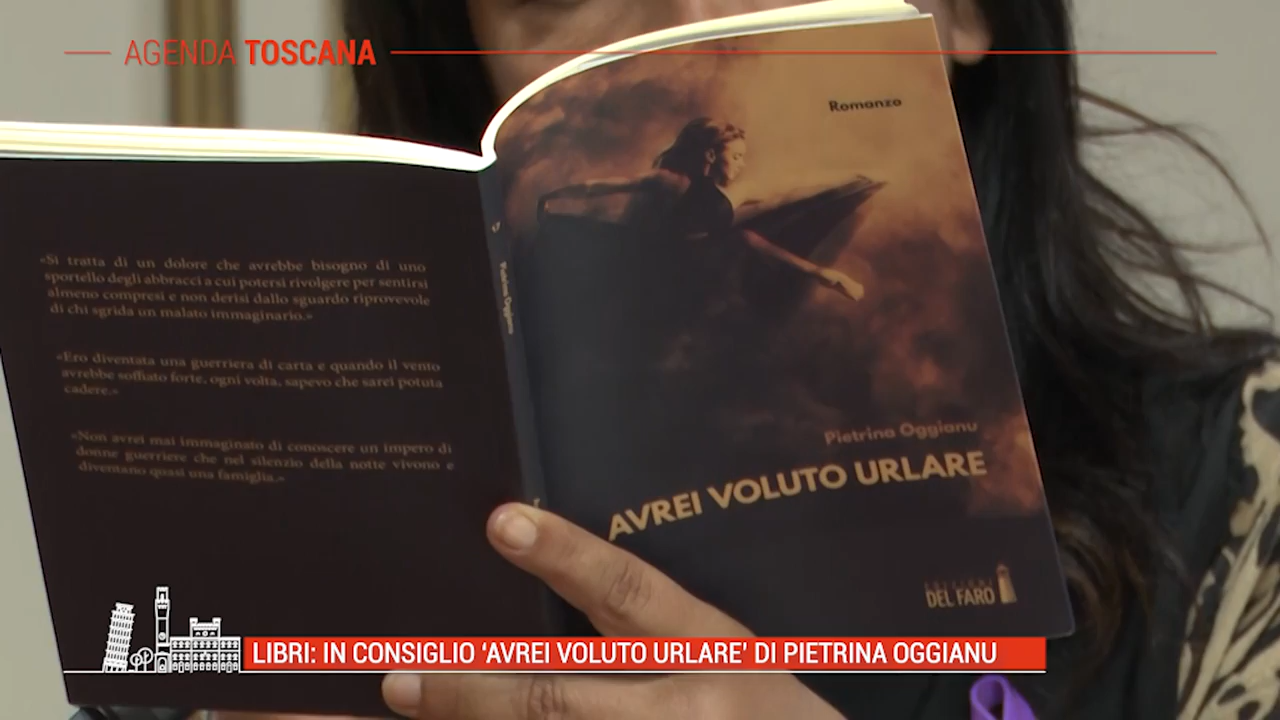 AGENDA TOSCANA
Romanzo
«Si tratta di un dolore che avrebbe bisogno di uno
sportello degli abbracci a cui potersi rivolgere per sentirsi
almeno compresi e non derisi dallo sguardo riprovevole
di chi sgrida un malato immaginario.»
«Ero diventata una guerriera di carta e quando il vento
avrebbe soffiato forte, ogni volta, sapevo che sarei potuta
cadere.»
«Non avrei mai immaginato di conoscere un impero di
donne guerriere che nel silenzio della notte vivono e
diventano quasi una famiglia.»
Pietrina Oggianu
Pietrina Oggianu
AVREI VOLUTO URLARE
EDIZIONI
DEL FARO
LIBRI: IN CONSIGLIO ‘AVREI VOLUTO URLARE’ DI PIETRINA OGGIANU